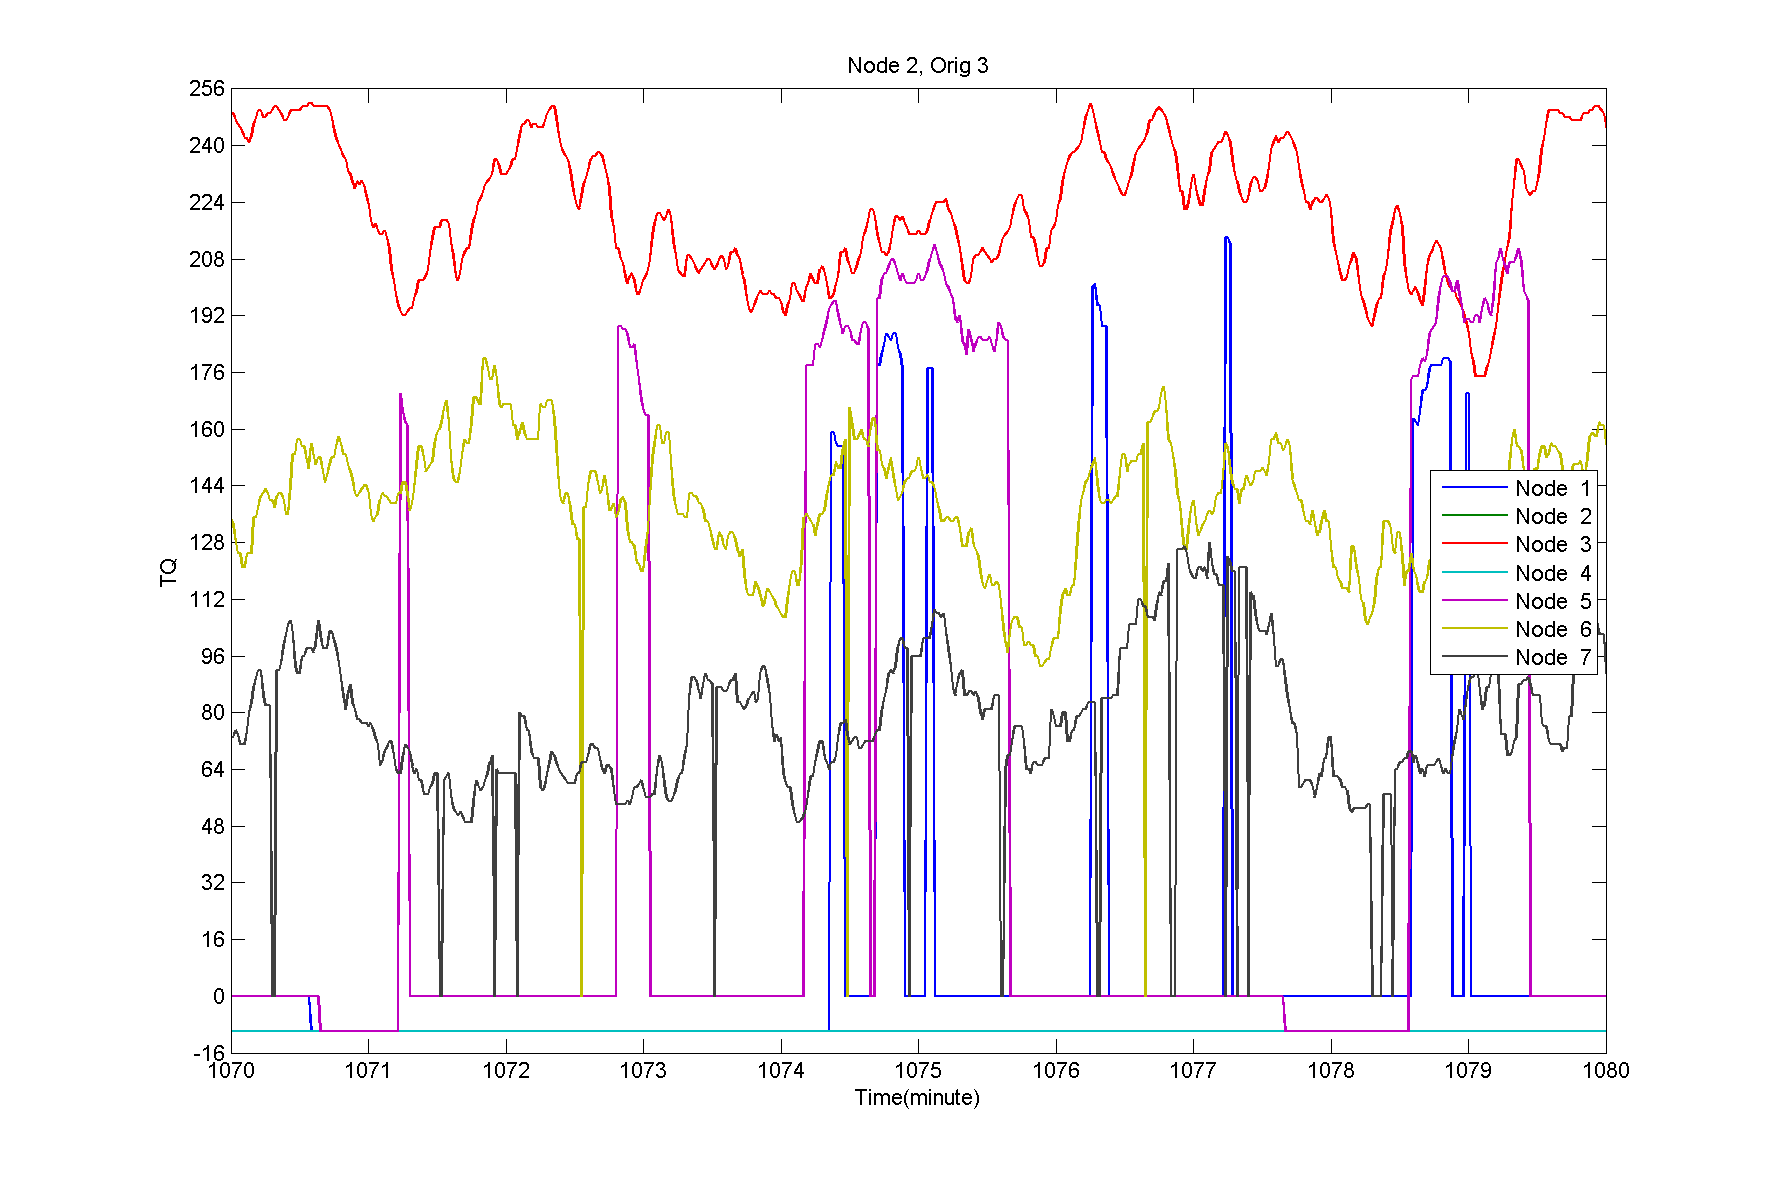 Node 2, Orig 3
256
240
224
208
192
176
160
144
128
112
96
80
64
48
32
16
0
-16
TQ
Node 1
Node 2
Node 3
Node 4
Node 5
Node 6
Node 7
1070 1071 1072 1073 1074 1075 1076 1077 1078 1079 1080
Time(minute)